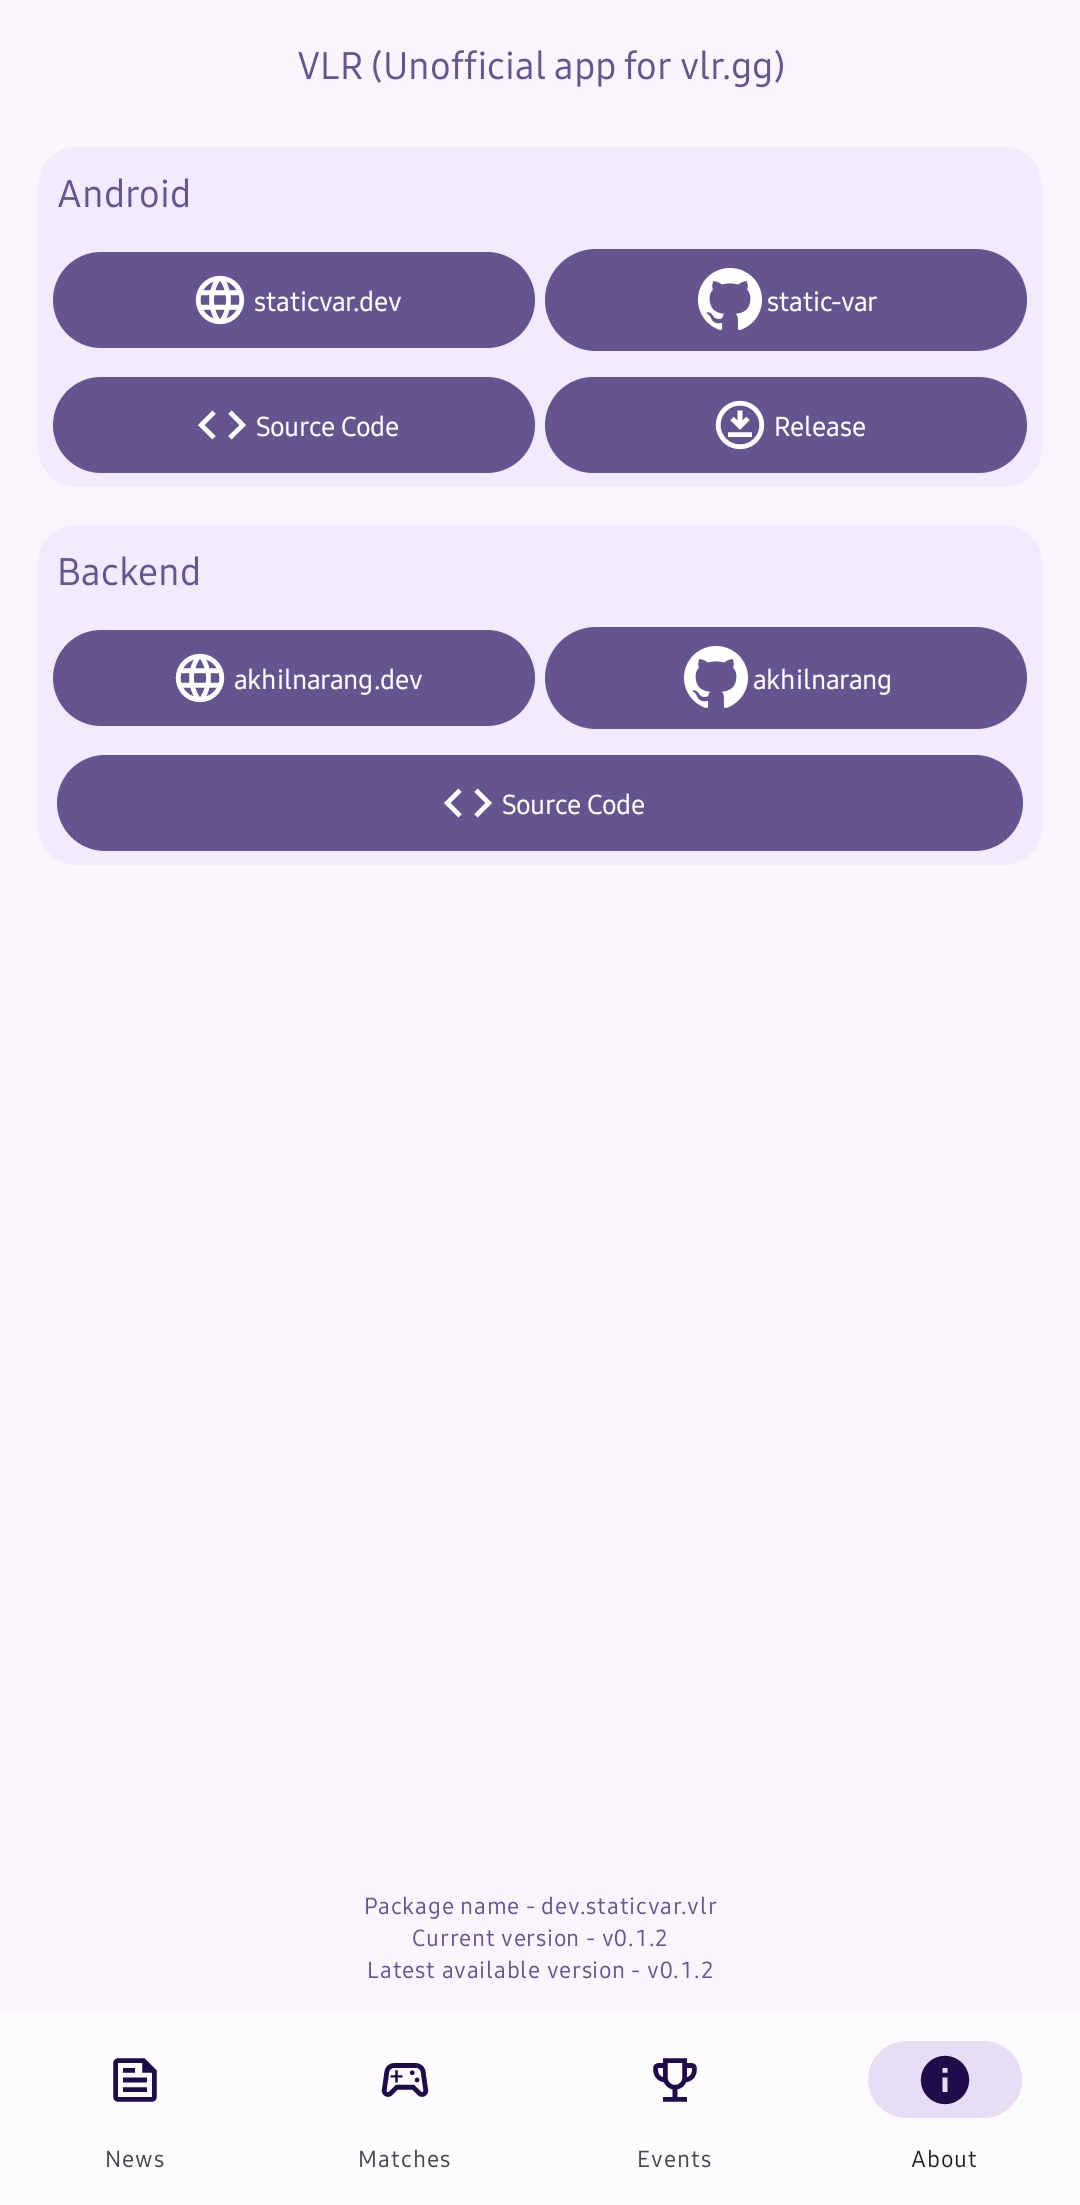 VLR (Unofficial app for vlr.gg)
Android
staticvar.dev
static-var
Source Code
Release
Backend
akhilnarang.dev
akhilnarang
Source Code
Package name - dev.staticvar.vlr
Current version - v0.1.2
Latest available version - v0.1.2
News
Matches
Events
About